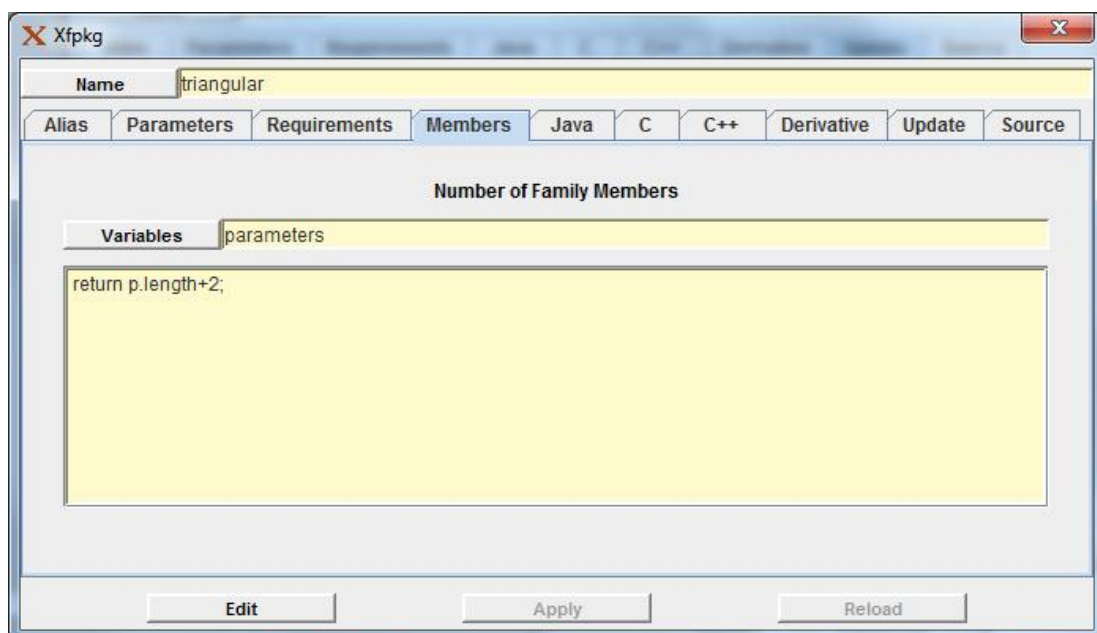 Xfpkg
Name triangular
Alias Parameters Requirements Members Java C C++ Derivative Update Source
Number of Family Members
Variables parameters
return p.length+2;
Edit Apply Reload